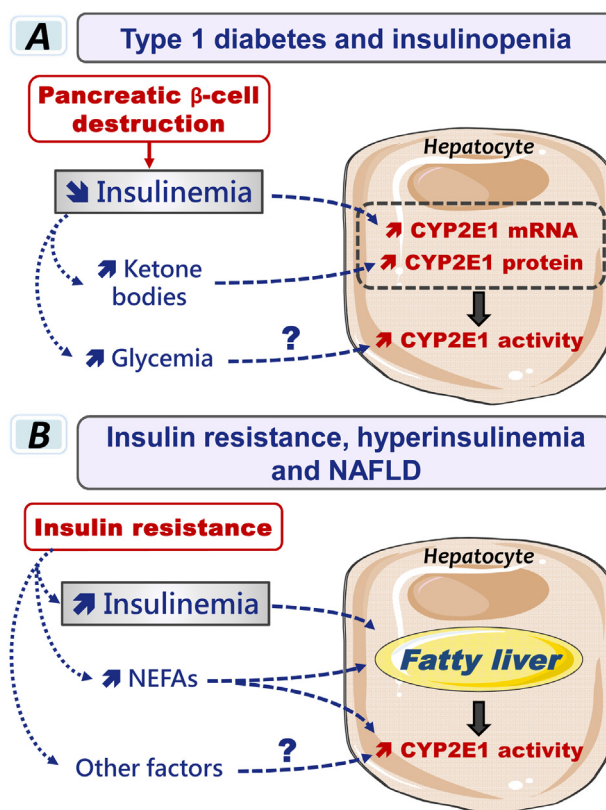 A
Type 1 diabetes and insulinopenia
Pancreatic β-cell
destruction
Hepatocyte
Insulinemia
CYP2E1 mRNA
Ketone
bodies
CYP2E1 protein
Glycemia
?
CYP2E1 activity
B
Insulin resistance, hyperinsulinemia
and NAFLD
Insulin resistance
Hepatocyte
Insulinemia
Fatty liver
NEFAs
Other factors
?
CYP2E1 activity